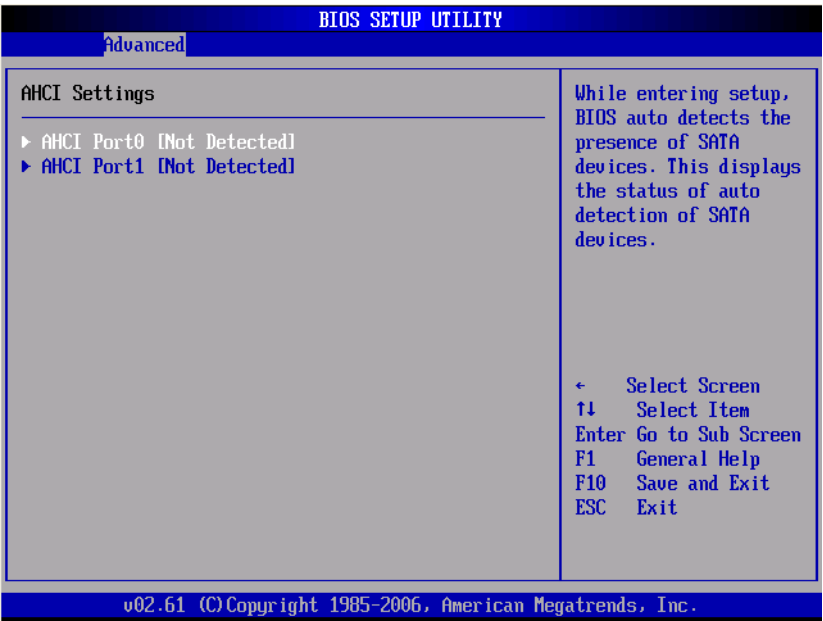 BIOS SETUP UTILITY
Advanced
AHCI Settings
▶ AHCI Port0 [Not Detected]
▶ AHCI Port1 [Not Detected]
While entering setup,
BIOS auto detects the
presence of SATA
devices. This displays
the status of auto
detection of SATA
devices.
← Select Screen
↑↓ Select Item
Enter Go to Sub Screen
F1 General Help
F10 Save and Exit
ESC Exit
v02.61 (C)Copyright 1985-2006, American Megatrends, Inc.